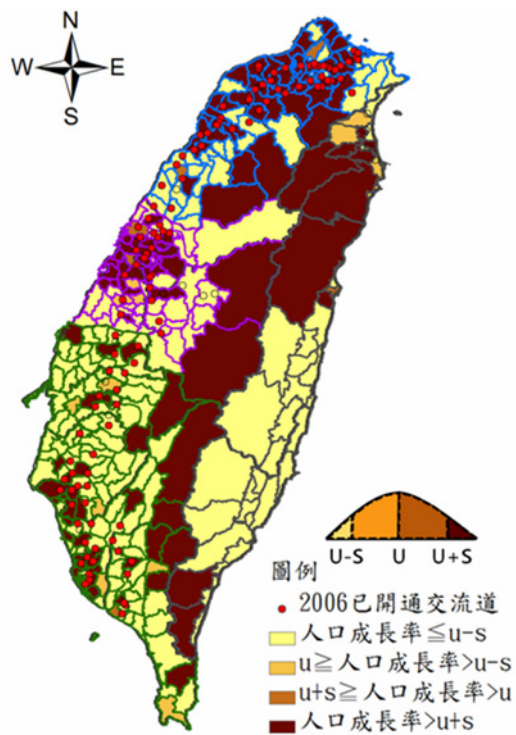 N
W E
S
U-S U U+S
圖例
2006已開通交流道
人口成長率≦u-s
u≧人口成長率>u-s
u+s≧人口成長率>u
人口成長率>u+s